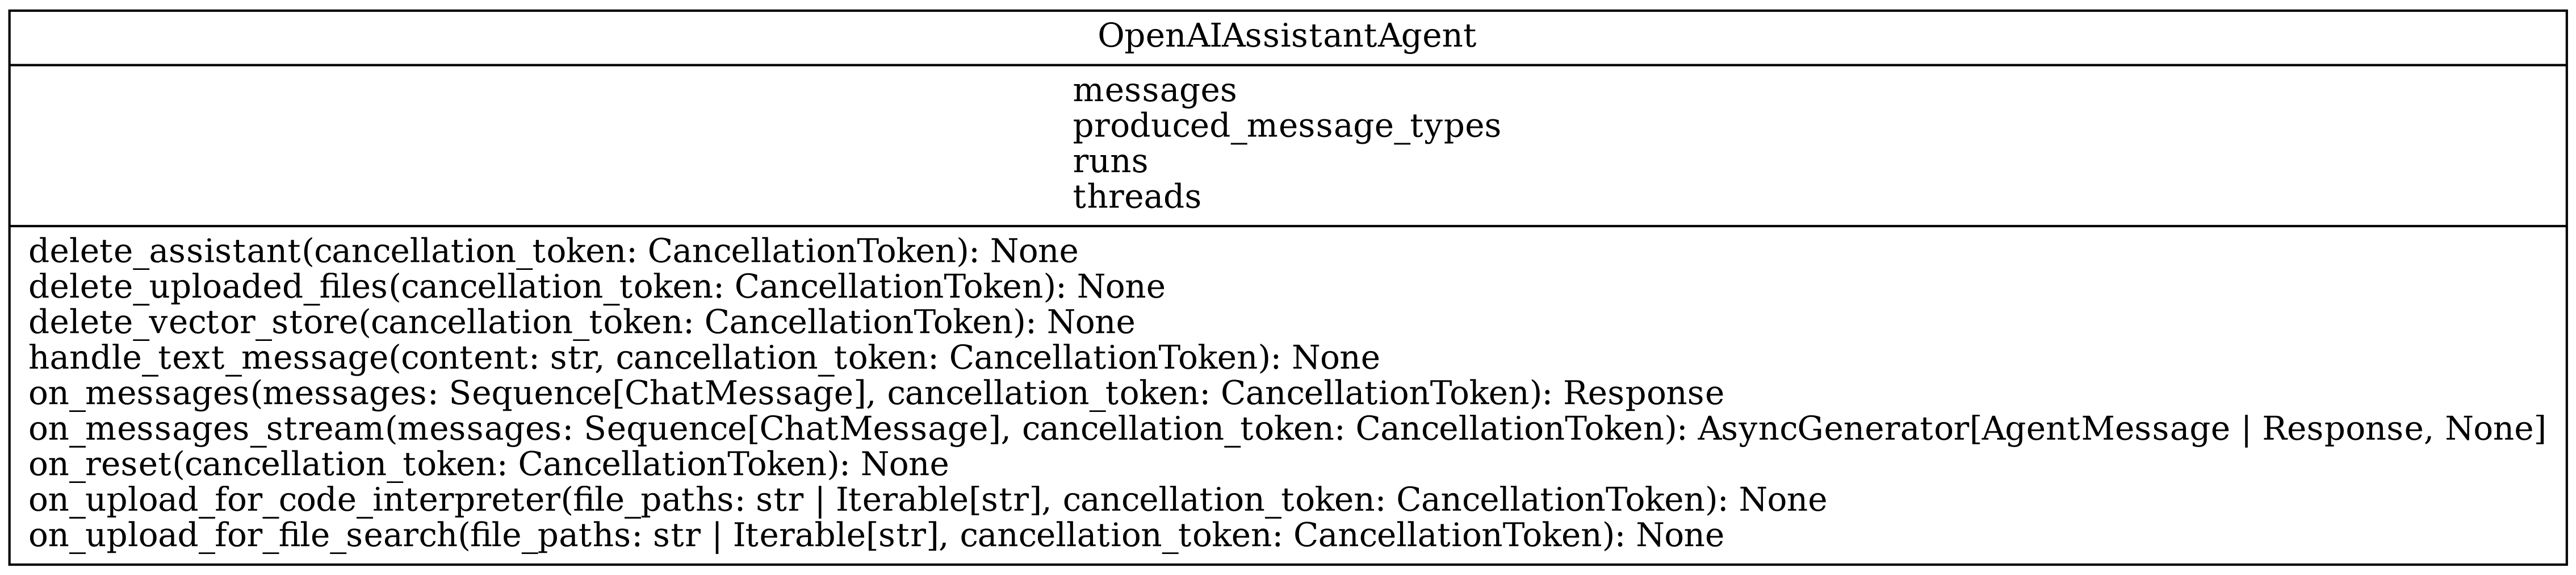 OpenAIAssistantAgent
messages
produced_message_types
runs
threads
delete_assistant(cancellation_token: CancellationToken): None
delete_uploaded_files(cancellation_token: CancellationToken): None
delete_vector_store(cancellation_token: CancellationToken): None
handle_text_message(content: str, cancellation_token: CancellationToken): None
on_messages(messages: Sequence[ChatMessage], cancellation_token: CancellationToken): Response
on_messages_stream(messages: Sequence[ChatMessage], cancellation_token: CancellationToken): AsyncGenerator[AgentMessage | Response, None]
on_reset(cancellation_token: CancellationToken): None
on_upload_for_code_interpreter(file_paths: str | Iterable[str], cancellation_token: CancellationToken): None
on_upload_for_file_search(file_paths: str | Iterable[str], cancellation_token: CancellationToken): None